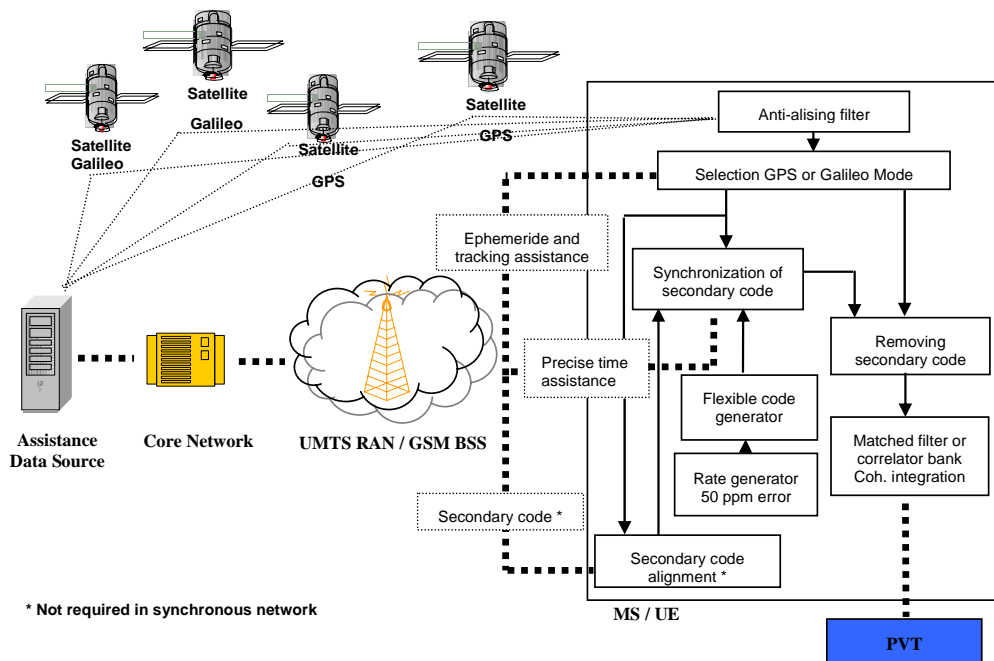 Satellite
Galileo
Satellite
GPS
Satellite
Galileo
Satellite
GPS
Anti-alising filter
Selection GPS or Galileo Mode
Ephemeride and
tracking assistance
Synchronization of
secondary code
Removing
secondary code
Precise time
assistance
Flexible code
generator
Assistance
Data Source
Core Network
UMTS RAN / GSM BSS
Matched filter or
correlator bank
Coh. integration
Rate generator
50 ppm error
Secondary code *
Secondary code
alignment *
* Not required in synchronous network
MS / UE
PVT